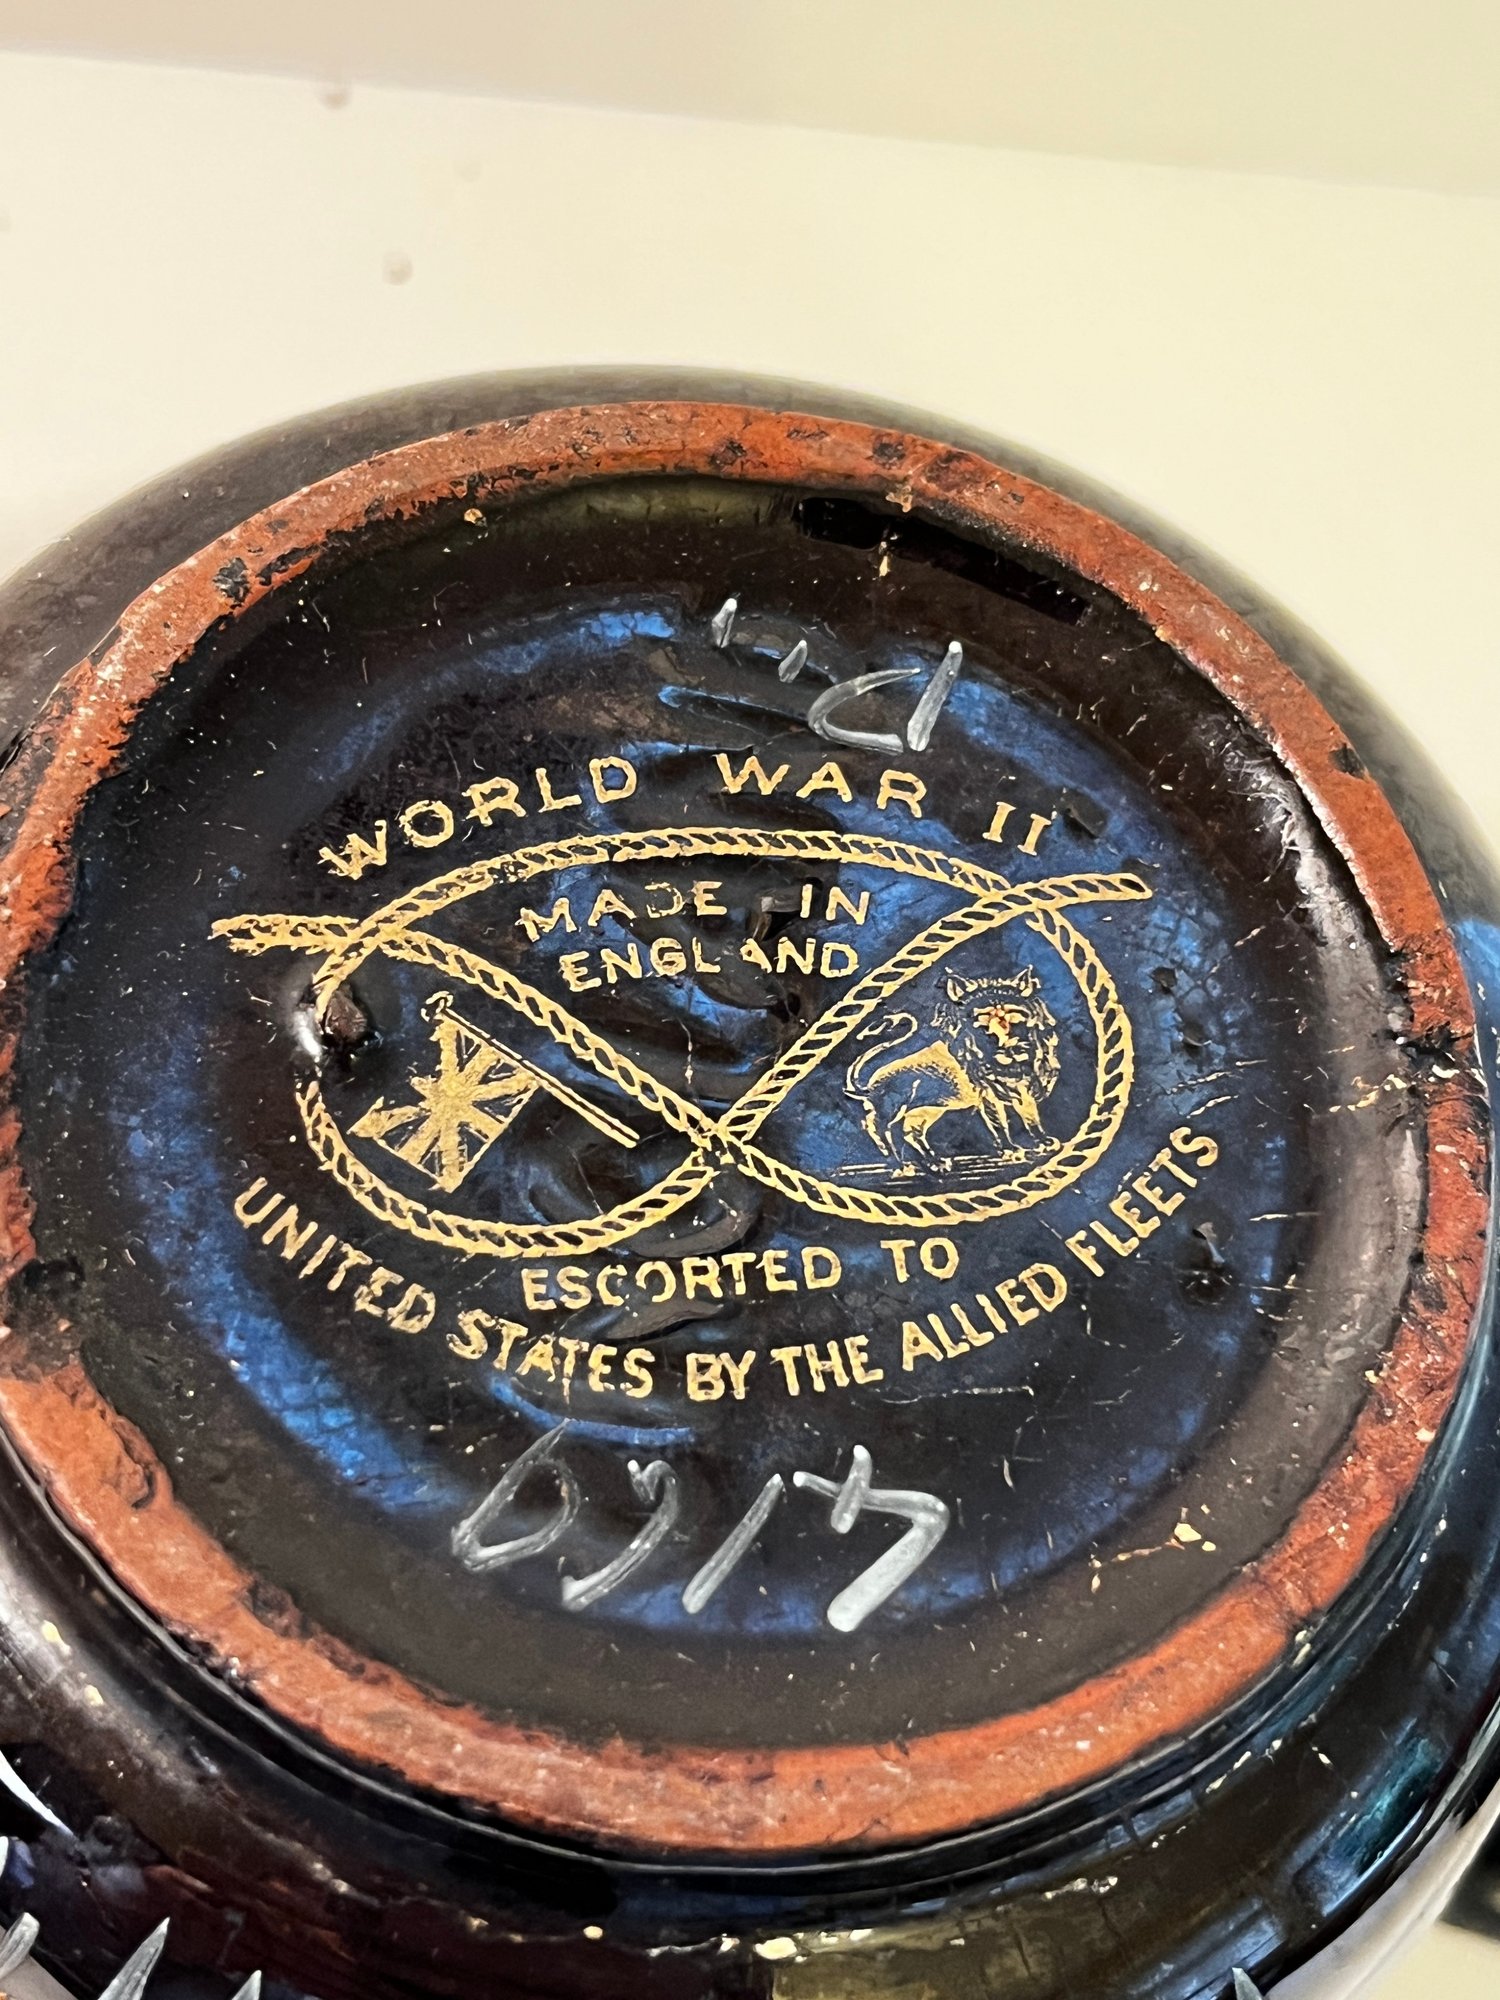 WORLD WAR II
MADE IN
ENGLAND
ESCORTED TO
UNITED STATES BY THE ALLIED FLEETS